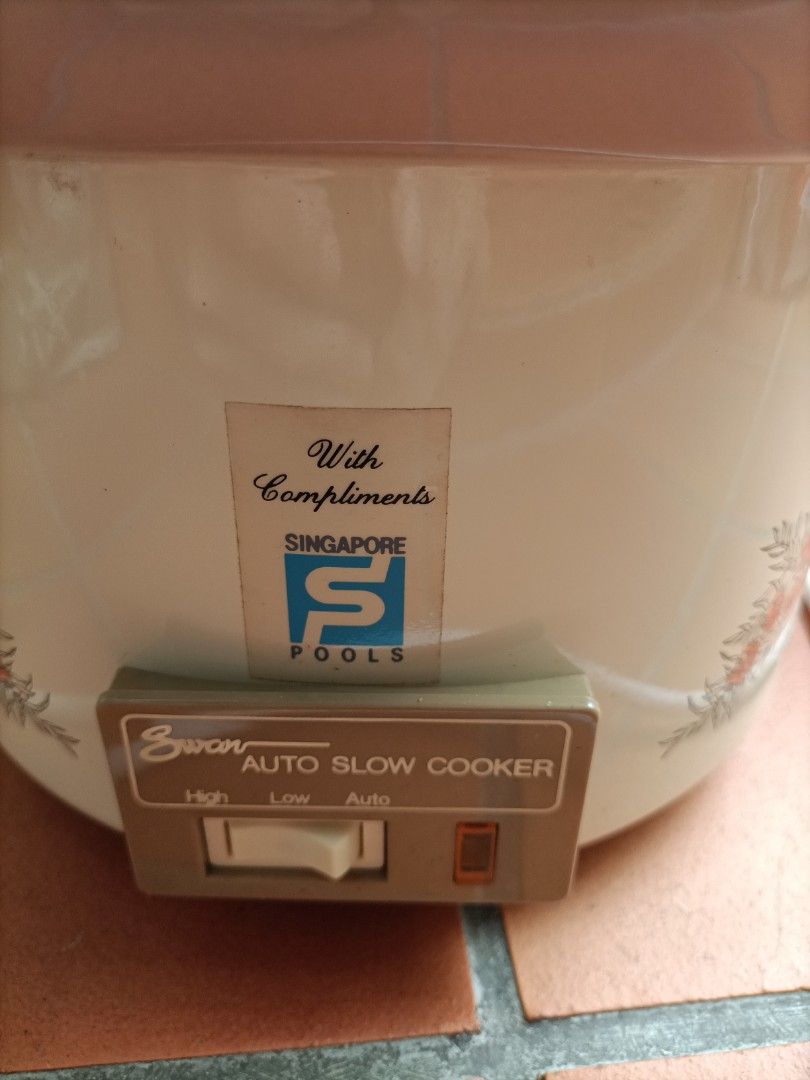 With
Compliments
SINGAPORE
POOLS
Swan
AUTO SLOW COOKER
High Low Auto